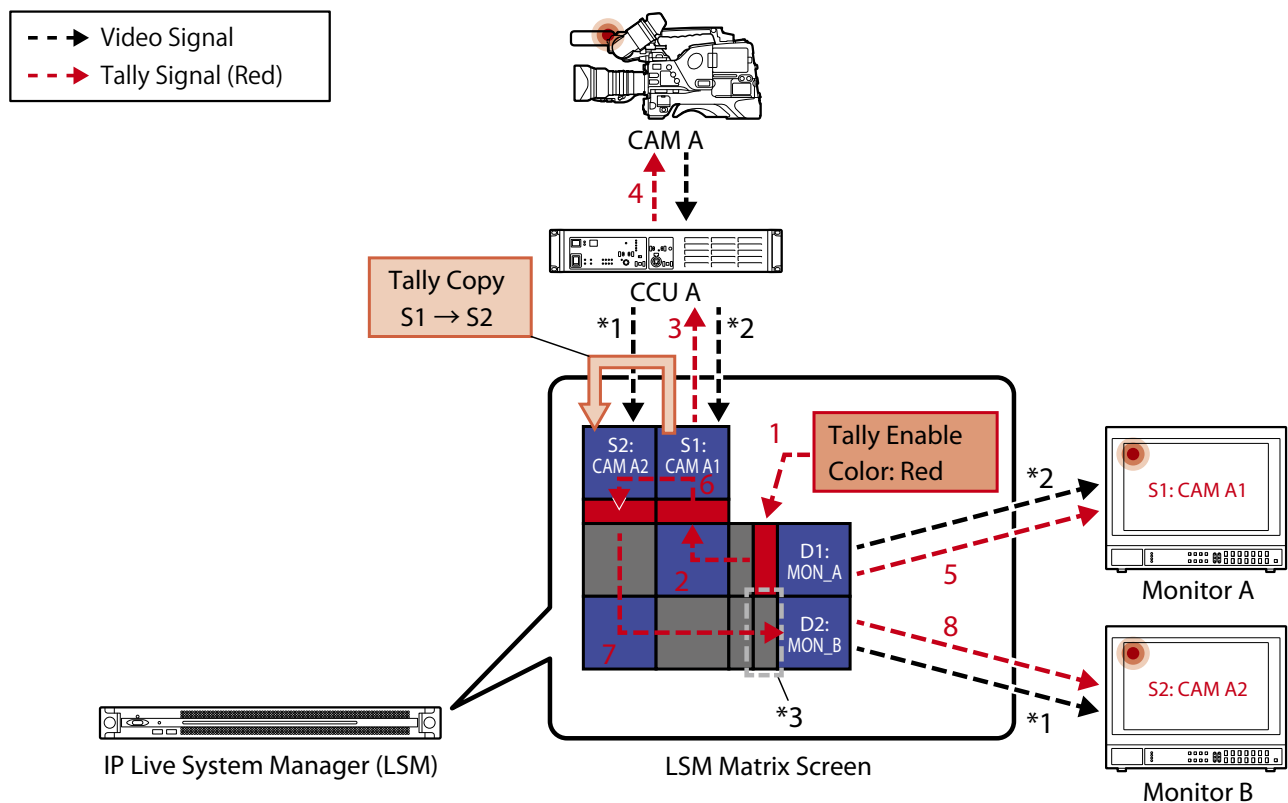 Video Signal
Tally Signal (Red)
CAM A
4
CCU A
Tally Copy
S1 → S2
*1
3
*2
S2:
CAM A2
S1:
CAM A1
1
Tally Enable
Color: Red
6
2
7
D1:
MON_A
D2:
MON_B
*3
*2
5
8
*1
S1: CAM A1
Monitor A
S2: CAM A2
Monitor B
IP Live System Manager (LSM)
LSM Matrix Screen